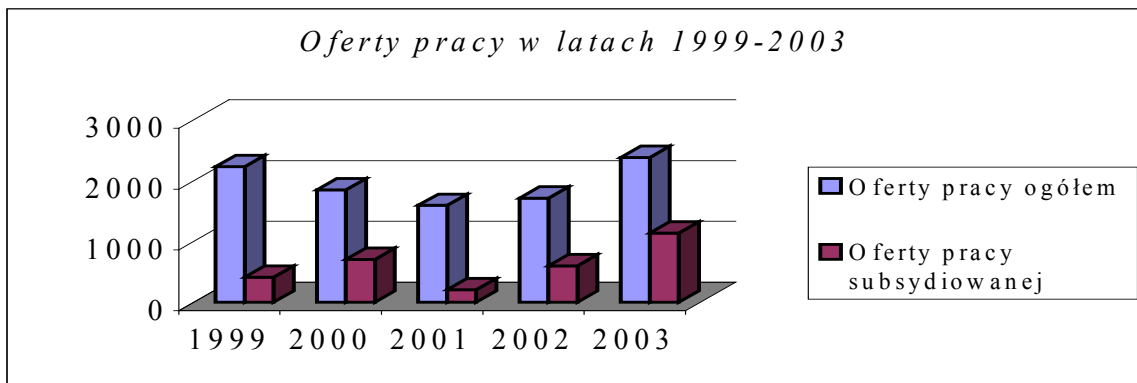 Oferty pracy w latach 1999-2003
3000
2000
1000
0
1999 2000 2001 2002 2003
Oferty pracy ogółem
Oferty pracy
subsydiowanej